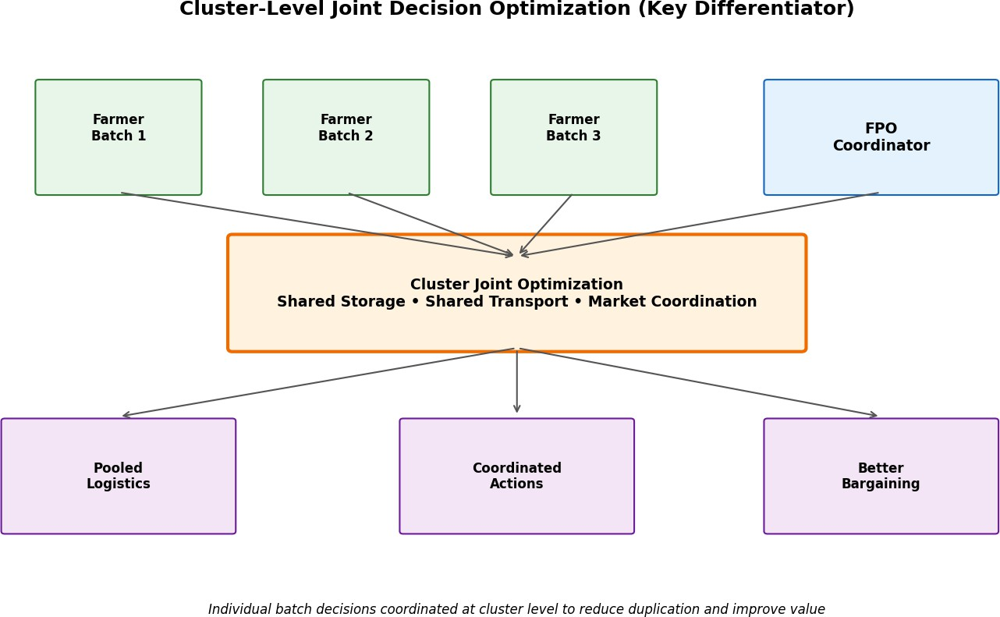 Cluster-Level Joint Decision Optimization (Key Differentiator)
Farmer
Batch 1
Farmer
Batch 2
Farmer
Batch 3
FPO
Coordinator
Cluster Joint Optimization
Shared Storage • Shared Transport • Market Coordination
Pooled
Logistics
Coordinated
Actions
Better
Bargaining
Individual batch decisions coordinated at cluster level to reduce duplication and improve value